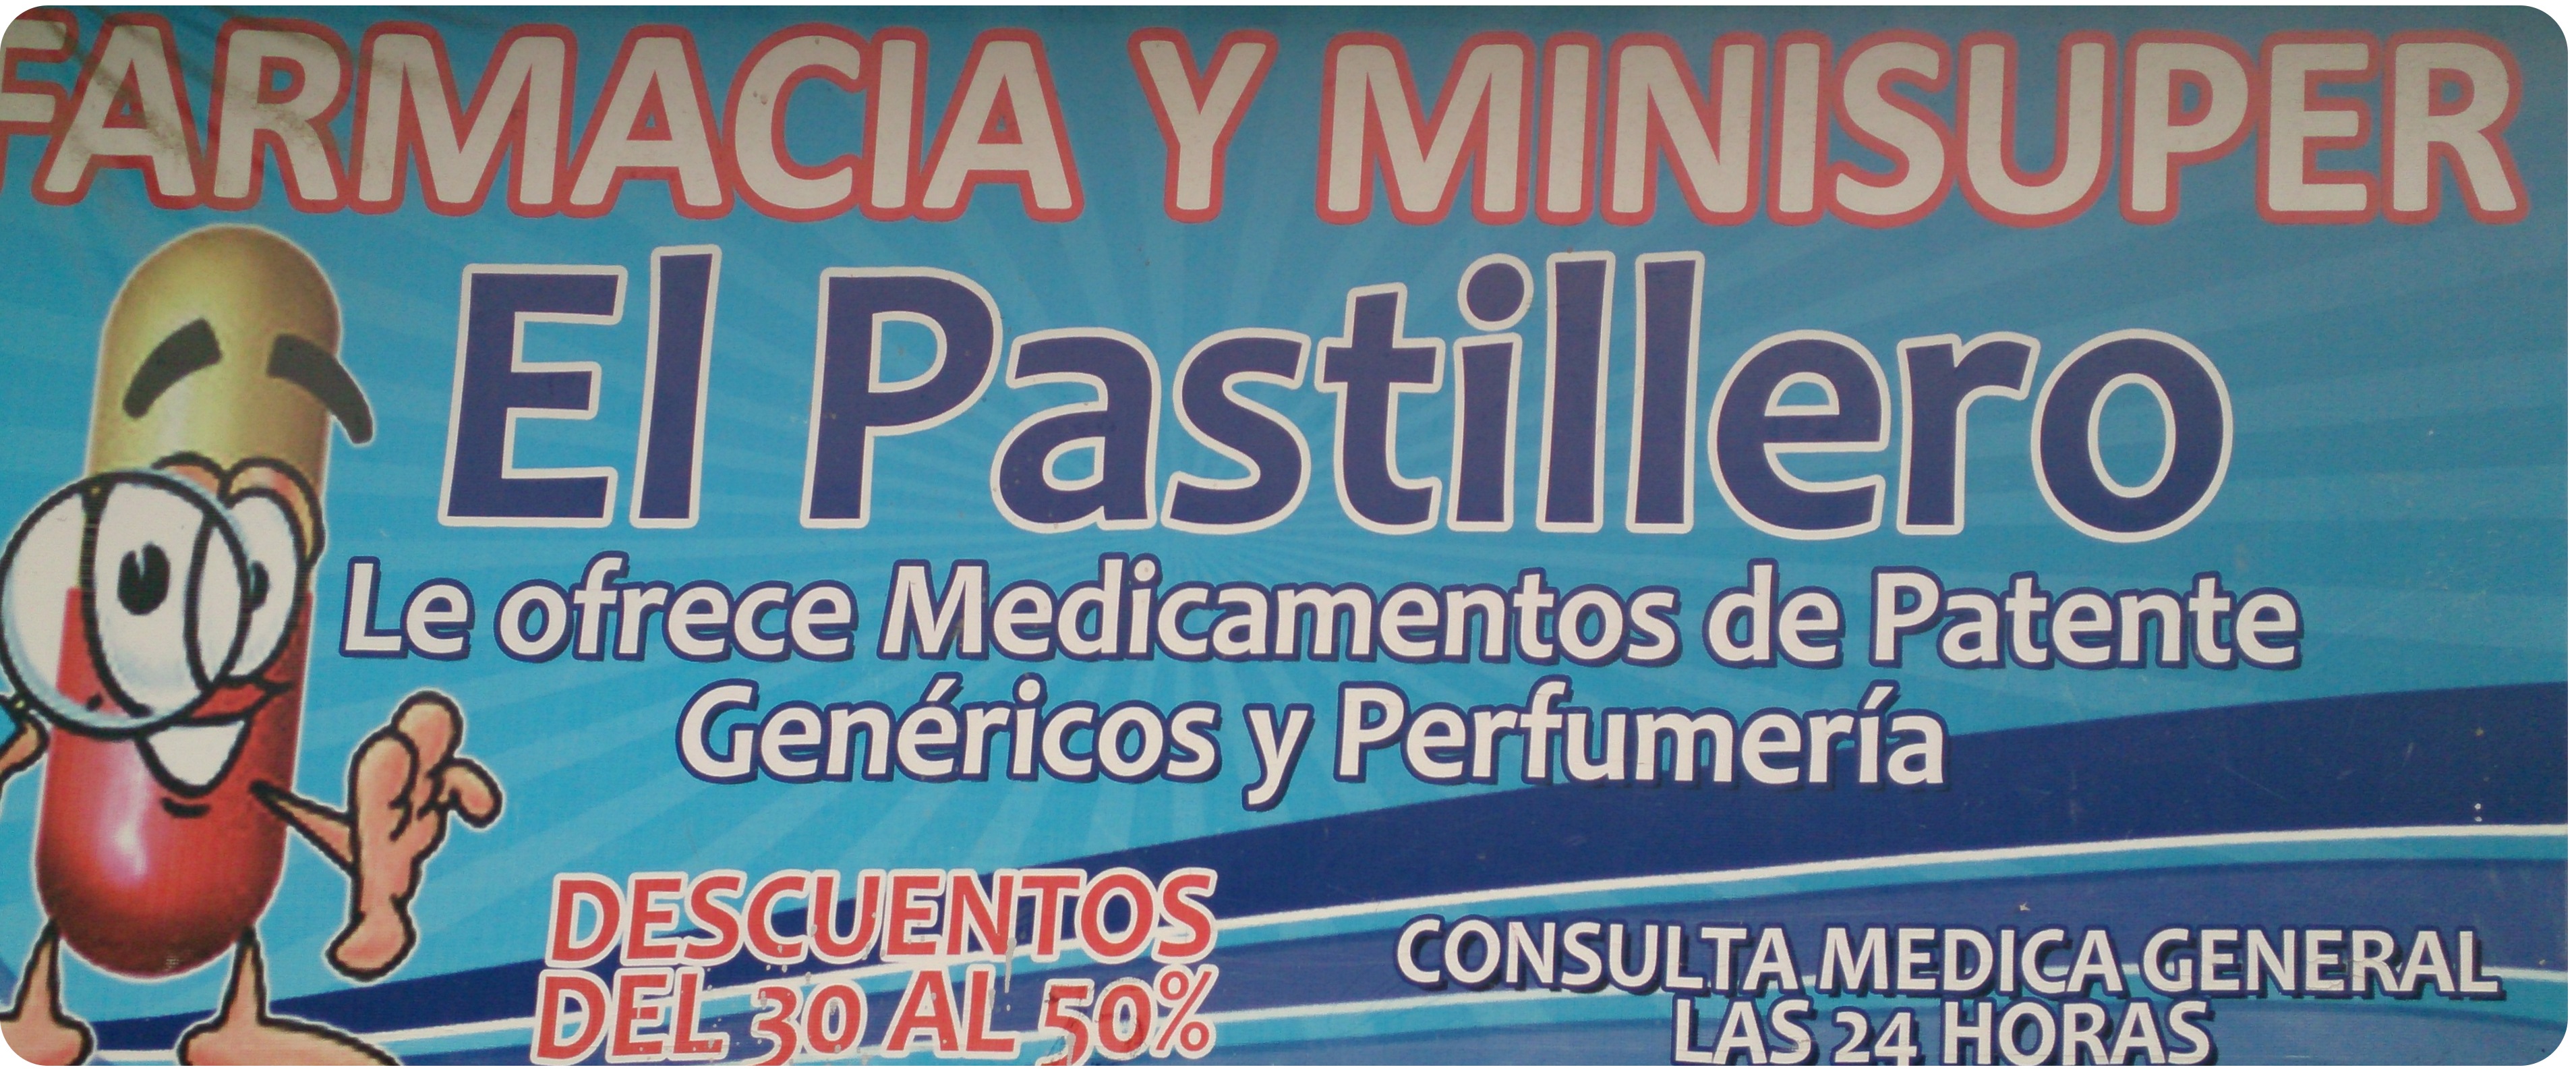 FARMACIA Y MINISUPER
El Pastillero
Le ofrece Medicamentos de Patente
Genéricos y Perfumería
DESCUENTOS
DEL 30 AL 50%
CONSULTA MEDICA GENERAL
LAS 24 HORAS